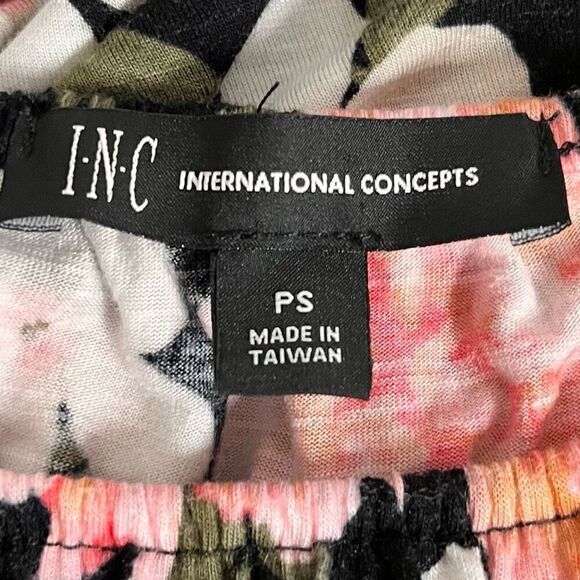 I·N·C INTERNATIONAL CONCEPTS
PS
MADE IN
TAIWAN